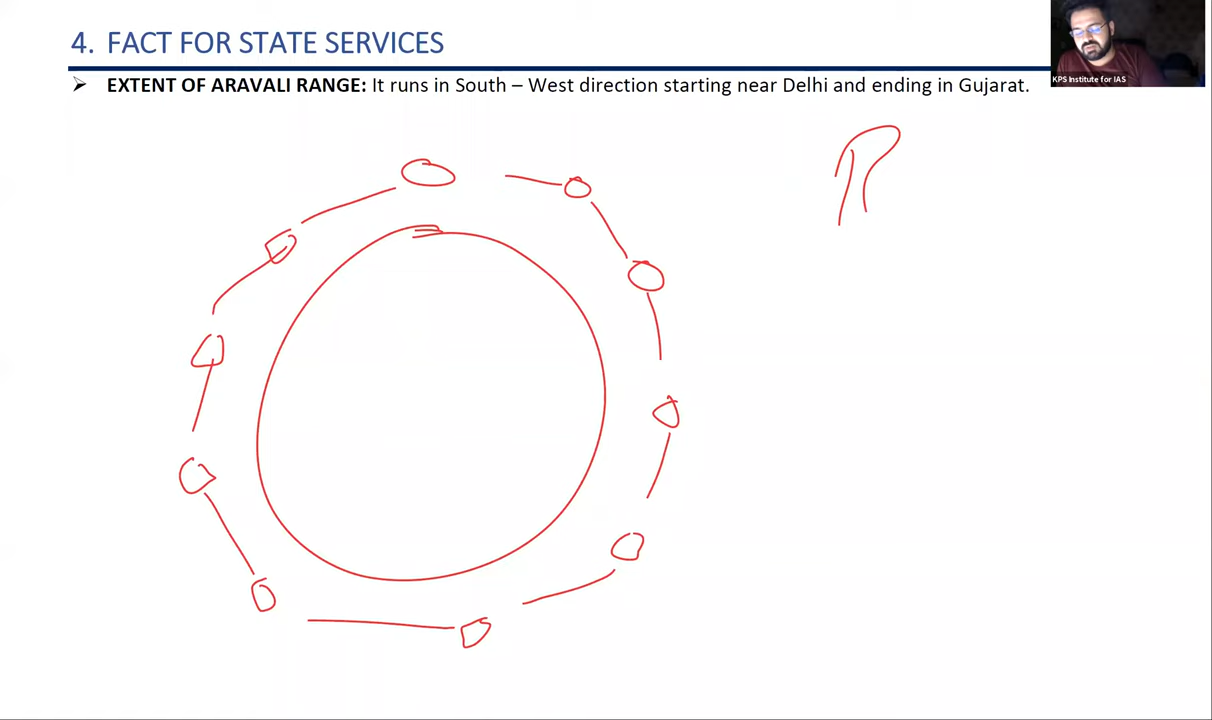 4. FACT FOR STATE SERVICES
KPS Institute for IAS
➢ EXTENT OF ARAVALI RANGE: It runs in South – West direction starting near Delhi and ending in Gujarat.